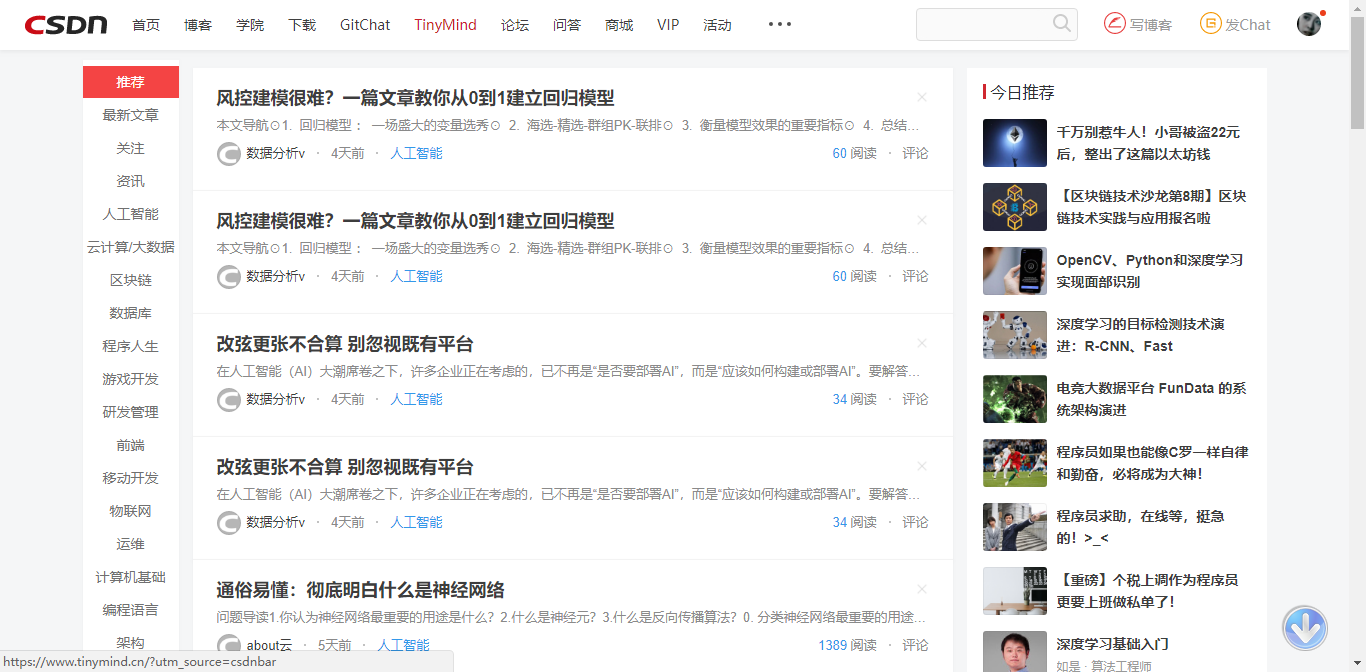 CSDN 首页 博客 学院 下载 GitChat TinyMind 论坛 问答 商城 VIP 活动 ••• 写博客 发Chat
推荐
最新文章
关注
资讯
人工智能
云计算/大数据
区块链
数据库
程序人生
游戏开发
研发管理
前端
移动开发
物联网
运维
计算机基础
编程语言
架构
风控建模很难？一篇文章教你从0到1建立回归模型
本文导航⊙1. 回归模型： 一场盛大的变量选秀⊙ 2. 海选-精选-群组PK-联排⊙ 3. 衡量模型效果的重要指标⊙ 4. 总结...
数据分析v · 4天前 · 人工智能 60 阅读 · 评论
风控建模很难？一篇文章教你从0到1建立回归模型
本文导航⊙1. 回归模型： 一场盛大的变量选秀⊙ 2. 海选-精选-群组PK-联排⊙ 3. 衡量模型效果的重要指标⊙ 4. 总结...
数据分析v · 4天前 · 人工智能 60 阅读 · 评论
改弦更张不合算 别忽视既有平台
在人工智能（AI）大潮席卷之下，许多企业正在考虑的，已不再是“是否要部署AI”，而是“应该如何构建或部署AI”。要解答...
数据分析v · 4天前 · 人工智能 34 阅读 · 评论
改弦更张不合算 别忽视既有平台
在人工智能（AI）大潮席卷之下，许多企业正在考虑的，已不再是“是否要部署AI”，而是“应该如何构建或部署AI”。要解答...
数据分析v · 4天前 · 人工智能 34 阅读 · 评论
通俗易懂：彻底明白什么是神经网络
问题导读1.你认为神经网络最重要的用途是什么？2.什么是神经元？3.什么是反向传播算法？0. 分类神经网络最重要的用途...
about云 · 5天前 · 人工智能 1389 阅读 · 评论
今日推荐
千万别惹牛人！小哥被盗22元
后，整出了这篇以太坊钱
【区块链技术沙龙第8期】区块
链技术实践与应用报名啦
OpenCV、Python和深度学习
实现面部识别
深度学习的目标检测技术演
进：R-CNN、Fast
电竞大数据平台 FunData 的系
统架构演进
程序员如果也能像C罗一样自律
和勤奋，必将成为大神！
程序员求助，在线等，挺急
的！>_<
【重磅】个税上调作为程序员
更要上班做私单了！
深度学习基础入门
如是 · 算法工程师
https://www.tinymind.cn/?utm_source=csdnbar